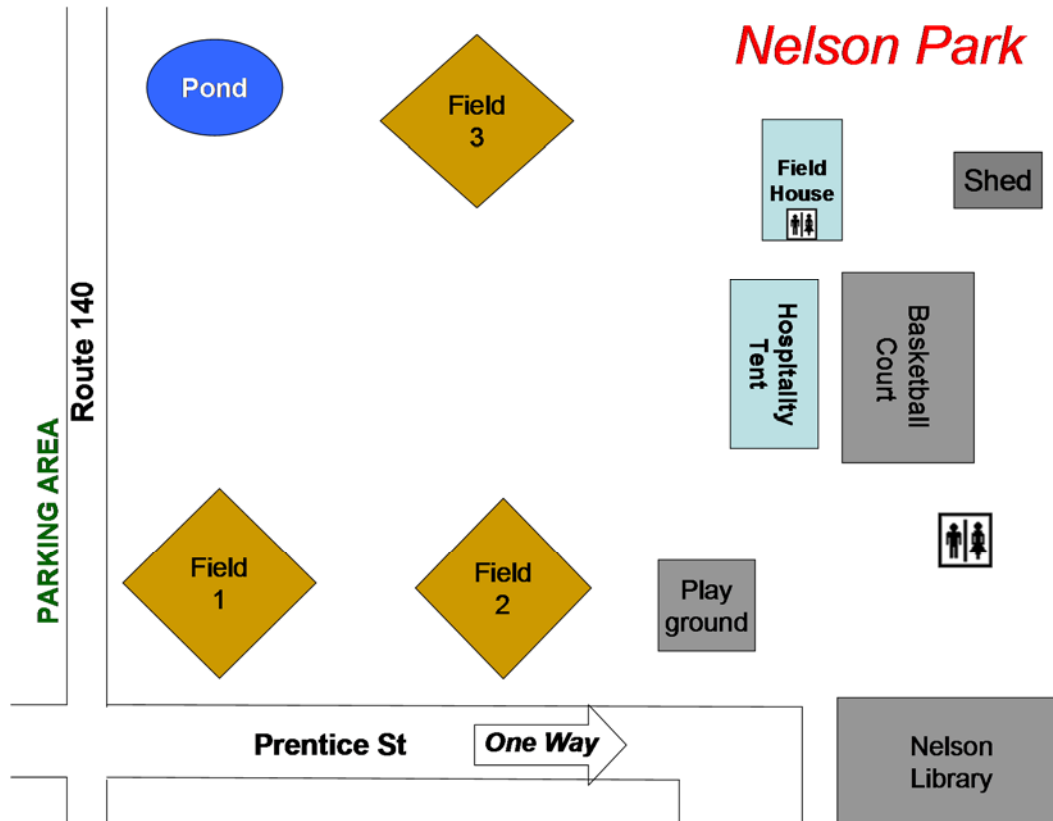 Nelson Park
Pond
Field
3
Field
House
Shed
Route 140
PARKING AREA
Hospitality
Tent
Basketball
Court
Field
1
Field
2
Play
ground
Prentice St
One Way
Nelson
Library